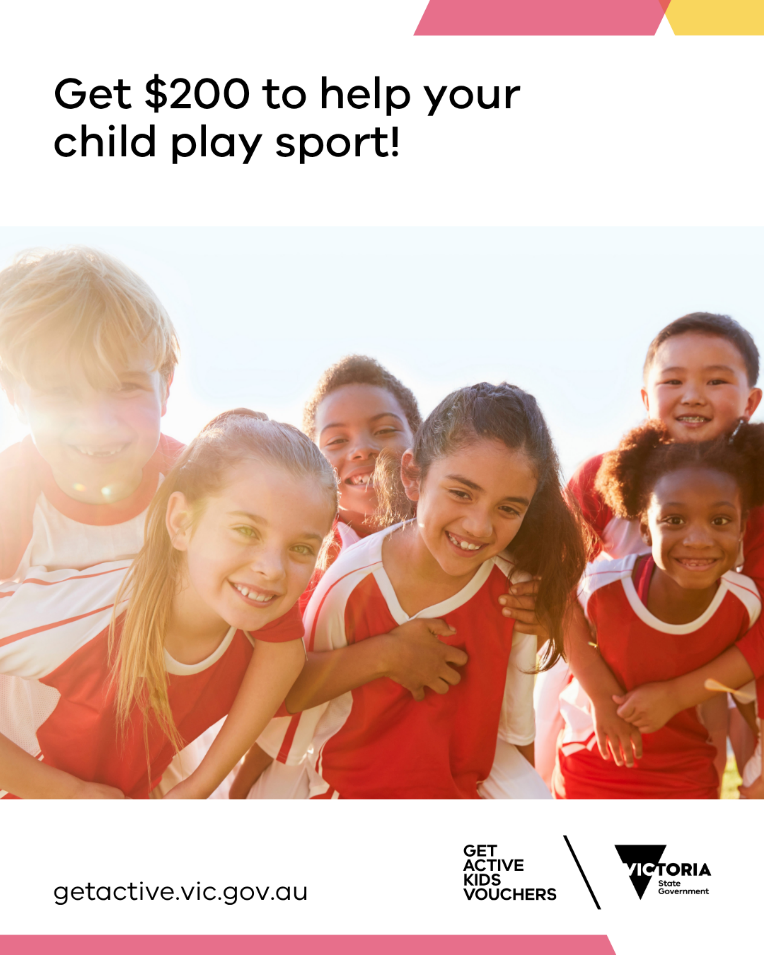 Get $200 to help your
child play sport!
getactive.vic.gov.au
GET
ACTIVE
KIDS
VOUCHERS
VICTORIA
State
Government